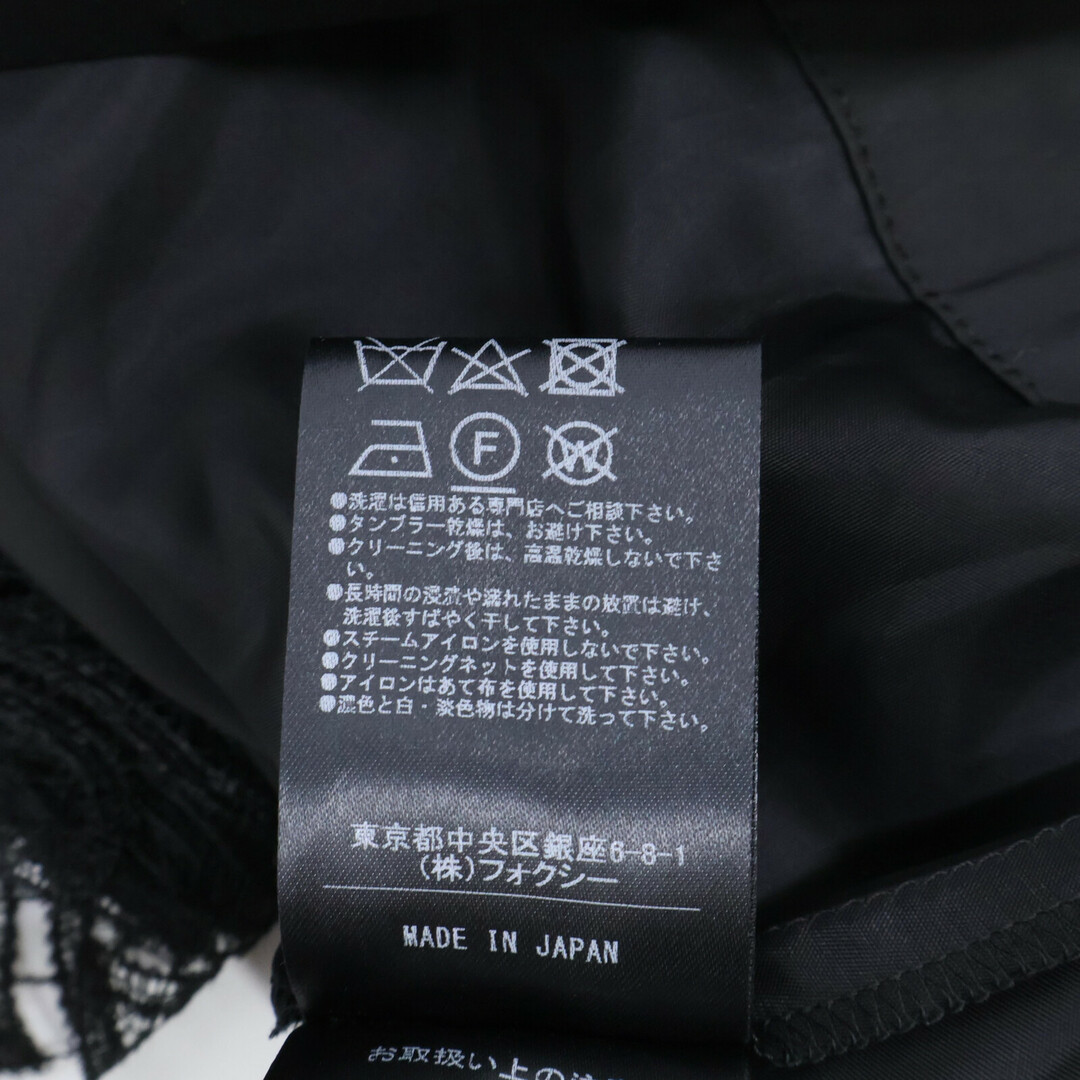 F
W
●洗濯は信用ある専門店へご相談下さい。
●タンブラー乾燥は、お避け下さい。
●クリーニング後は、高温乾燥しないで下さ
い。
●長時間の浸漬や濡れたままの放置は避け、
洗濯後すばやく干して下さい。
●スチームアイロンを使用しないで下さい。
●クリーニングネットを使用して下さい。
●アイロンはあて布を使用して下さい。
●濃色と白・淡色物は分けて洗って下さい。
東京都中央区銀座6-8-1
(株)フォクシー
MADE IN JAPAN
お取扱い上の